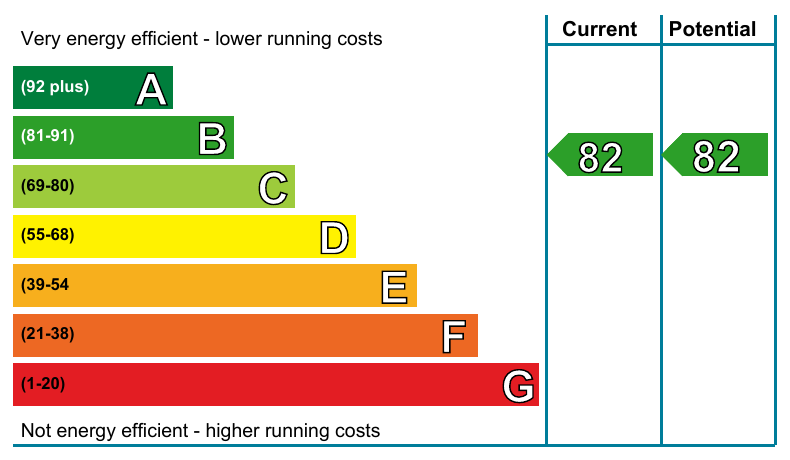 Current Potential
Very energy efficient - lower running costs
(92 plus) A
(81-91) B
82 82
(69-80) C
(55-68) D
(39-54 E
(21-38) F
(1-20) G
Not energy efficient - higher running costs